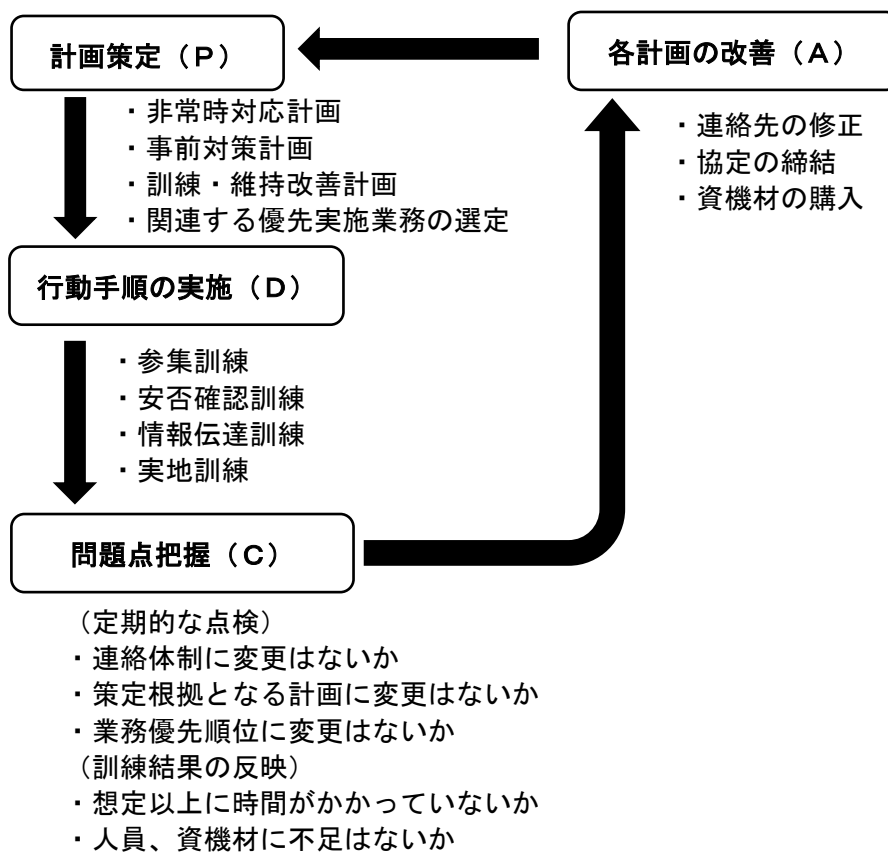 計画策定（Ｐ）
・非常時対応計画
・事前対策計画
・訓練・維持改善計画
・関連する優先実施業務の選定
行動手順の実施（Ｄ）
・参集訓練
・安否確認訓練
・情報伝達訓練
・実地訓練
問題点把握（Ｃ）
（定期的な点検）
・連絡体制に変更はないか
・策定根拠となる計画に変更はないか
・業務優先順位に変更はないか
（訓練結果の反映）
・想定以上に時間がかかっていないか
・人員、資機材に不足はないか
各計画の改善（Ａ）
・連絡先の修正
・協定の締結
・資機材の購入